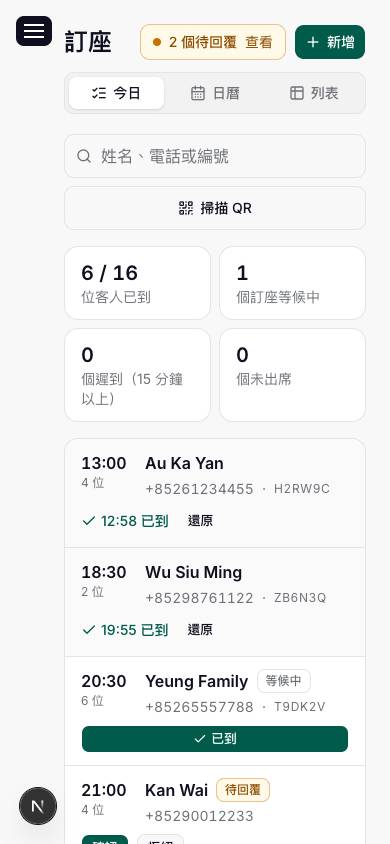 訂座
2 個待回覆 查看
新增
今日
日曆
列表
姓名、電話或編號
掃描 QR
6 / 16
位客人已到
1
個訂座等候中
0
個遲到（15 分鐘
以上）
0
個未出席
13:00 Au Ka Yan
4 位 +85261234455 · H2RW9C
12:58 已到 還原
18:30 Wu Siu Ming
2 位 +85298761122 · ZB6N3Q
19:55 已到 還原
20:30 Yeung Family 等候中
6 位 +85265557788 · T9DK2V
已到
21:00 Kan Wai 待回覆
4 位 +85290012233
N